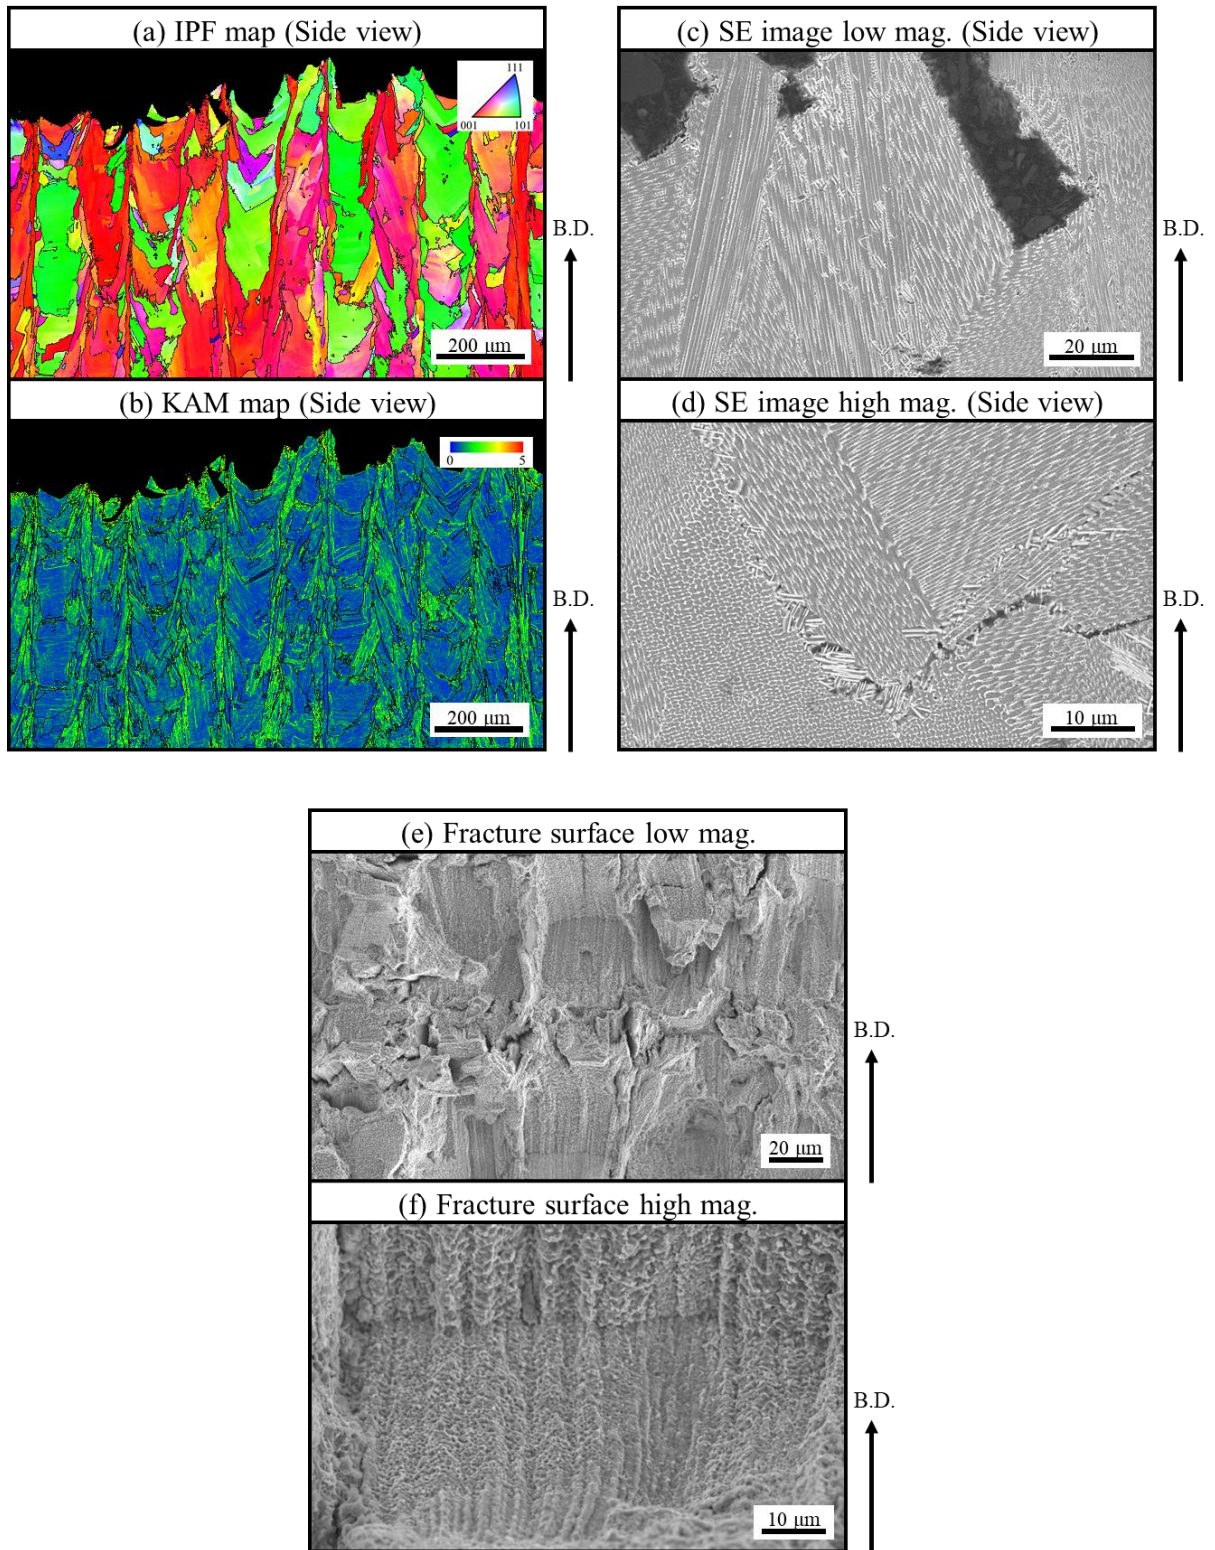 (a) IPF map (Side view)
111
001
101
200 μm
B.D.
(b) KAM map (Side view)
0
5
200 μm
B.D.
(c) SE image low mag. (Side view)
20 μm
B.D.
(d) SE image high mag. (Side view)
10 μm
B.D.
(e) Fracture surface low mag.
20 μm
B.D.
(f) Fracture surface high mag.
10 μm
B.D.